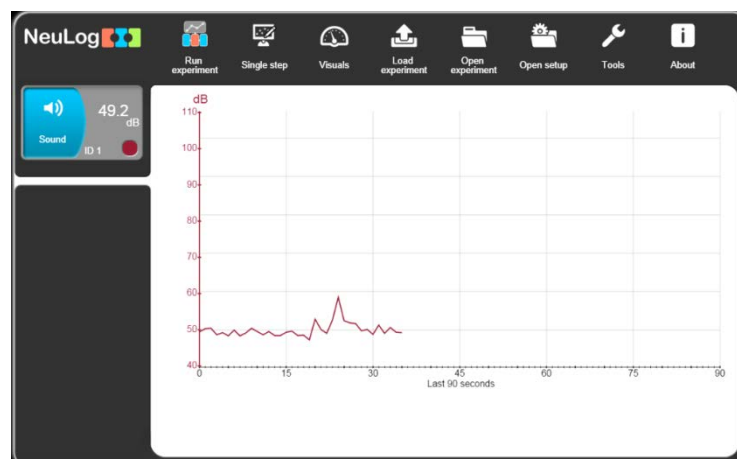 NeuLog
Run experiment
Single step
Visuals
Load experiment
Open experiment
Open setup
Tools
About
49.2
dB
Sound
ID 1
dB
110
100
90
80
70
60
50
40
0 15 30 45 60 75 90
Last 90 seconds